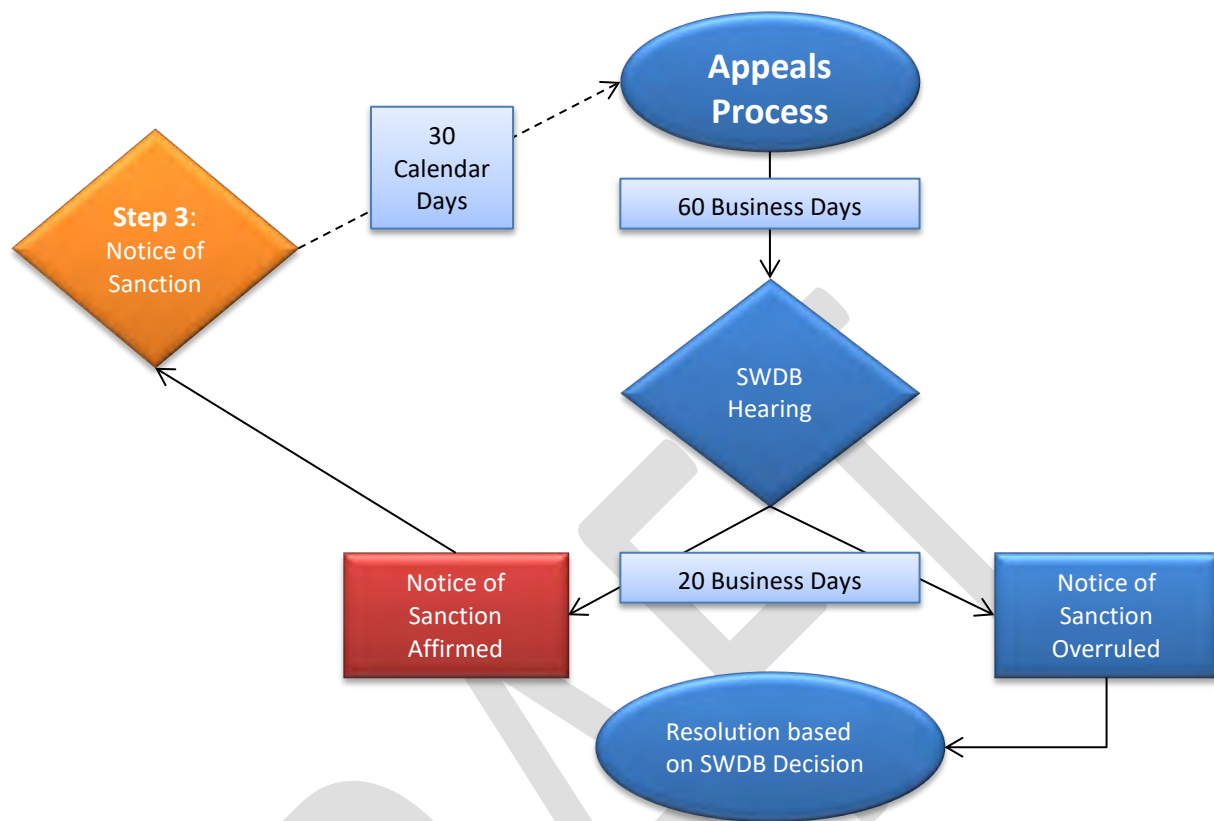 Appeals
Process
30
Calendar
Days
60 Business Days
Step 3:
Notice of
Sanction
SWDB
Hearing
20 Business Days
Notice of
Sanction
Affirmed
Notice of
Sanction
Overruled
Resolution based
on SWDB Decision